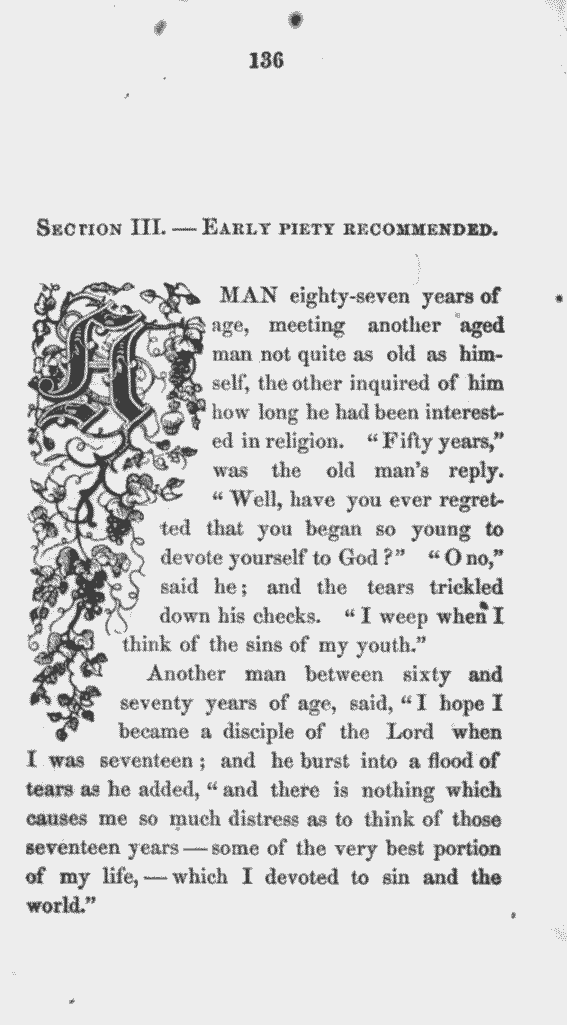 136
SECTION III. — EARLY PIETY RECOMMENDED.
A MAN eighty-seven years of
age, meeting another aged
man not quite as old as him-
self, the other inquired of him
how long he had been interest-
ed in religion. “Fifty years,”
was the old man’s reply.
“Well, have you ever regret-
ted that you began so young to
devote yourself to God?” “O no,”
said he; and the tears trickled
down his checks. “I weep when I
think of the sins of my youth.”
Another man between sixty and
seventy years of age, said, “I hope I
became a disciple of the Lord when
I was seventeen; and he burst into a flood of
tears as he added, “and there is nothing which
causes me so much distress as to think of those
seventeen years — some of the very best portion
of my life, — which I devoted to sin and the
world.”